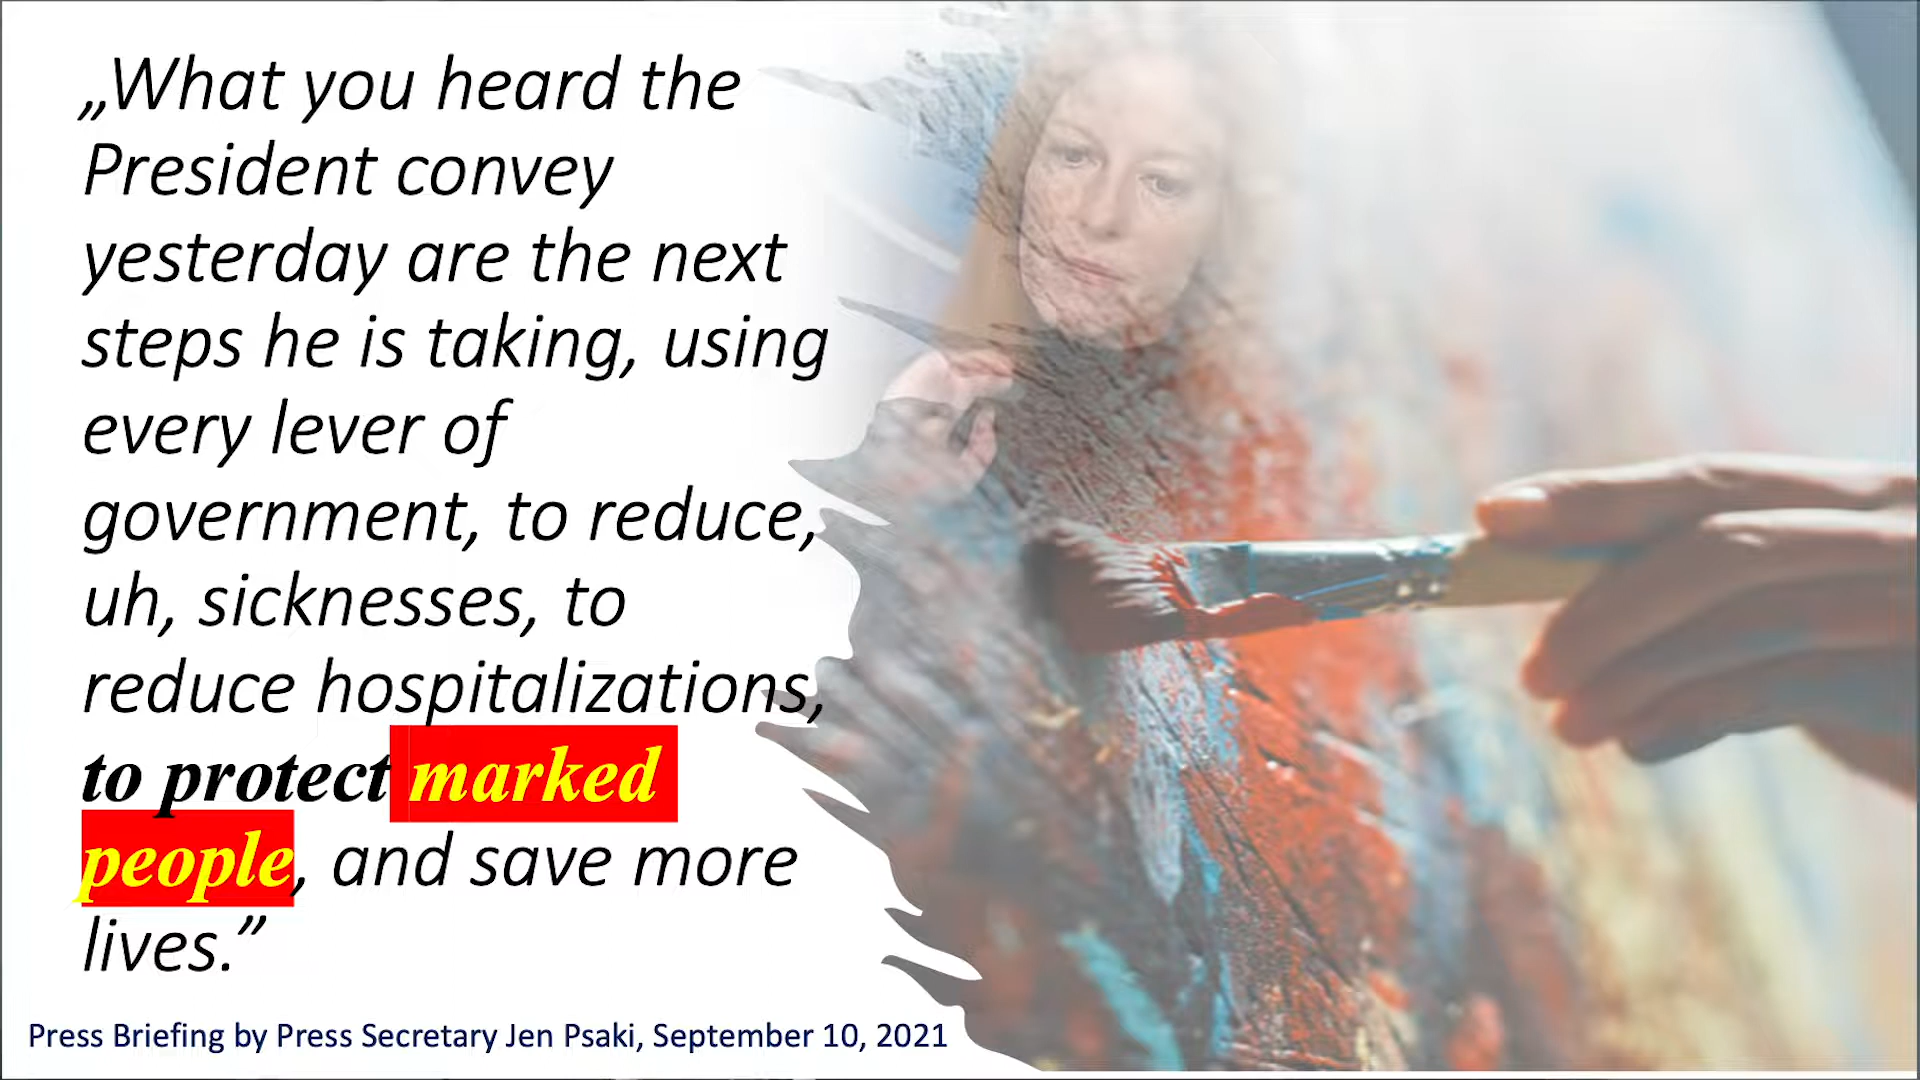 „What you heard the
President convey
yesterday are the next
steps he is taking, using
every lever of
government, to reduce,
uh, sicknesses, to
reduce hospitalizations,
to protect marked
people, and save more
lives.”
Press Briefing by Press Secretary Jen Psaki, September 10, 2021